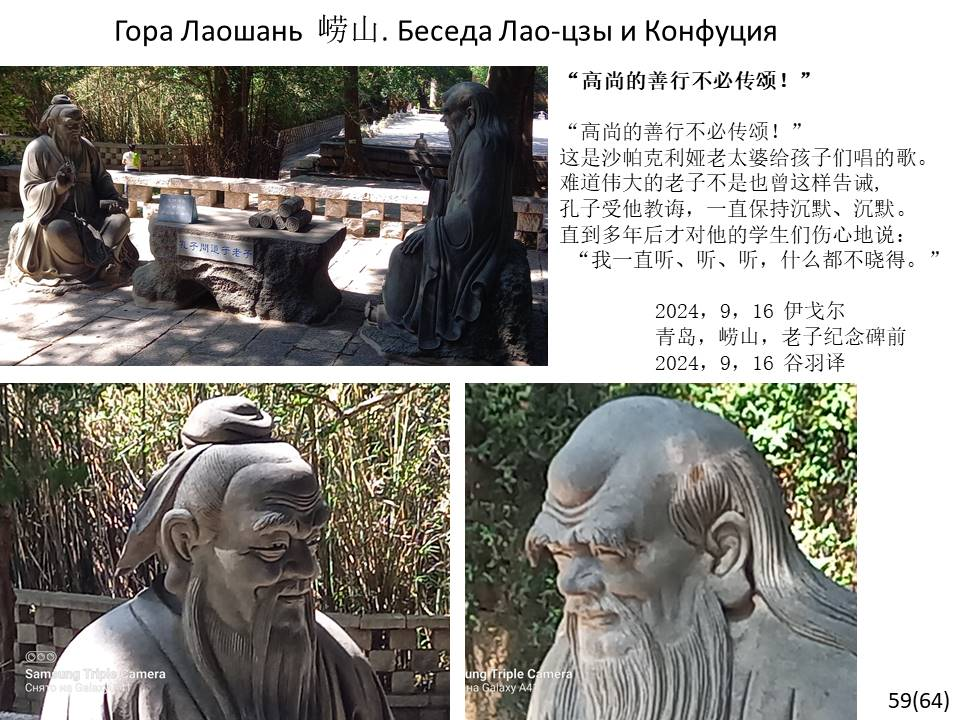 Гора Лаошань 崂山. Беседа Лао-цзы и Конфуция
“高尚的善行不必传颂！”
“高尚的善行不必传颂！”
这是沙帕克利娅老太婆给孩子们唱的歌。
难道伟大的老子不是也曾这样告诫,
孔子受他教诲，一直保持沉默、沉默。
直到多年后才对他的学生们伤心地说：
“我一直听、听、听，什么都不晓得。”
2024，9，16 伊戈尔
青岛，崂山，老子纪念碑前
2024，9，16 谷羽译
孔子問道于老子
Samsung Triple Camera
Снято на Galaxy A41
Samsung Triple Camera
на Galaxy A41
59(64)